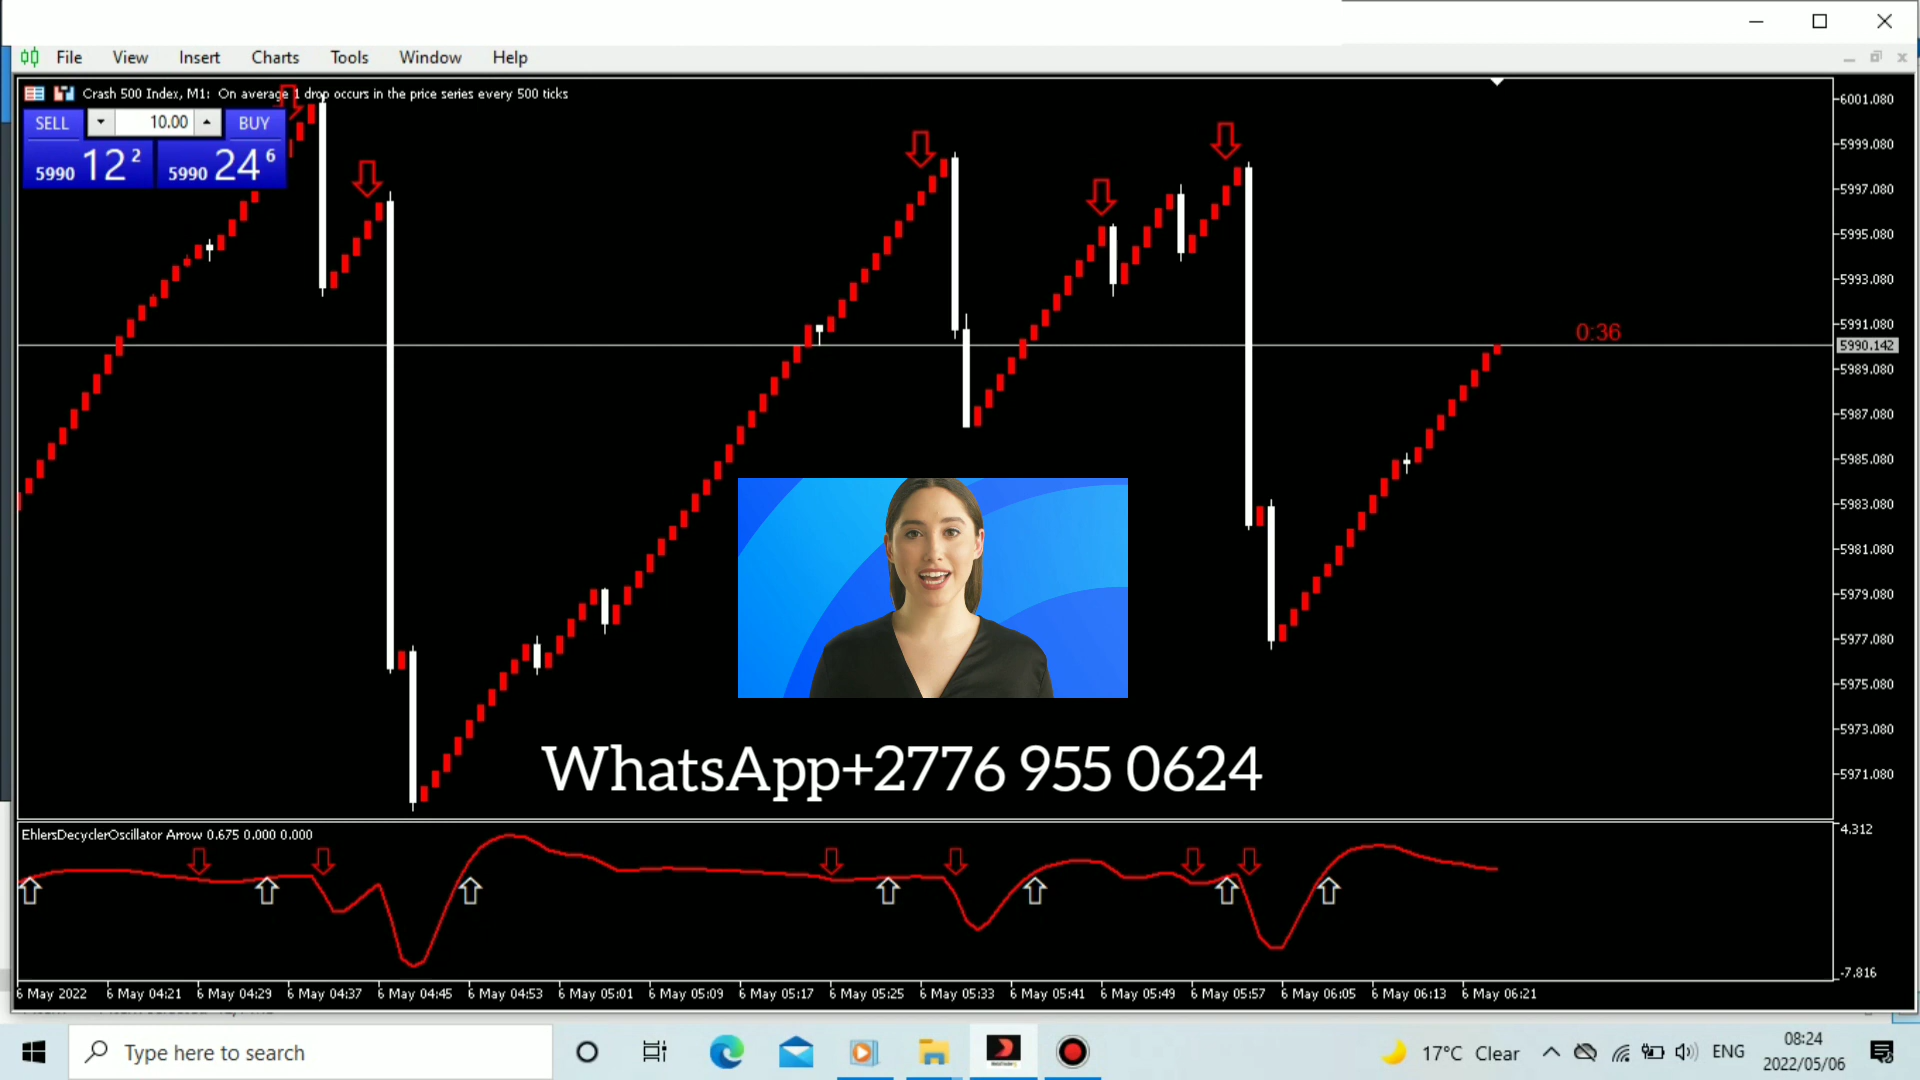 File View Insert Charts Tools Window Help
Crash 500 Index, M1: On average 1 drop occurs in the price series every 500 ticks
SELL 10.00 BUY
5990 12 2 5990 24 6
6001.080
5999.080
5997.080
5995.080
5993.080
5991.080
0:36
5990.142
5989.080
5987.080
5985.080
5983.080
5981.080
5979.080
5977.080
5975.080
5973.080
5971.080
WhatsApp+2776 955 0624
EhlersDecyclerOscillator Arrow 0.675 0.000 0.000
4.312
-7.816
6 May 2022 6 May 04:21 6 May 04:29 6 May 04:37 6 May 04:45 6 May 04:53 6 May 05:01 6 May 05:09 6 May 05:17 6 May 05:25 6 May 05:33 6 May 05:41 6 May 05:49 6 May 05:57 6 May 06:05 6 May 06:13 6 May 06:21
Type here to search
17°C Clear
ENG
08:24
2022/05/06